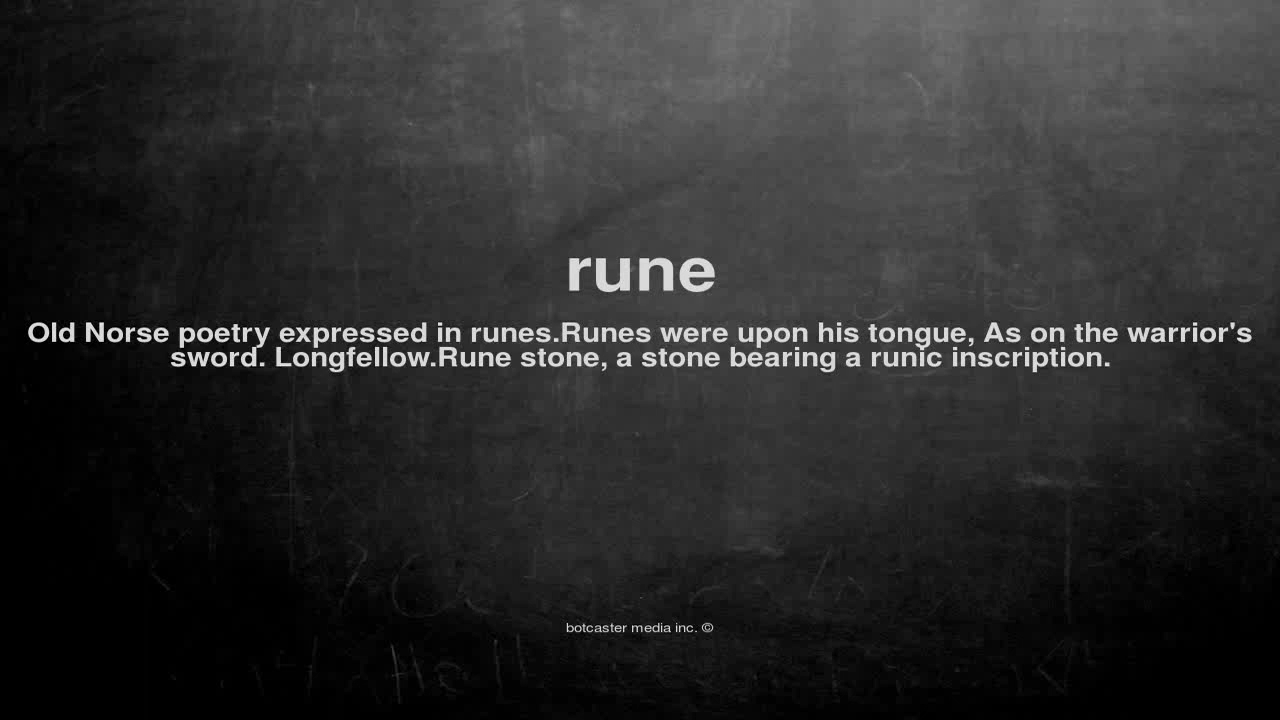 rune
Old Norse poetry expressed in runes.Runes were upon his tongue, As on the warrior's
sword. Longfellow.Rune stone, a stone bearing a runic inscription.
botcaster media inc. ©